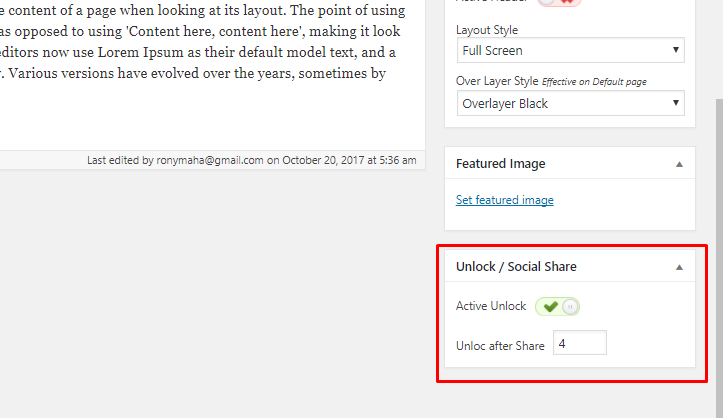 e content of a page when looking at its layout. The point of using
as opposed to using 'Content here, content here', making it look
editors now use Lorem Ipsum as their default model text, and a
. Various versions have evolved over the years, sometimes by
Last edited by ronymaha@gmail.com on October 20, 2017 at 5:36 am
Layout Style
Full Screen
Over Layer Style Effective on Default page
Overlayer Black
Featured Image
Set featured image
Unlock / Social Share
Active Unlock
Unloc after Share 4